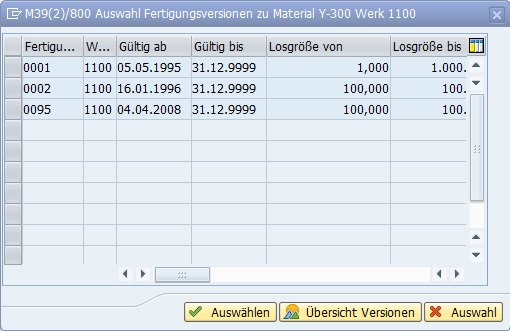 M39(2)/800 Auswahl Fertigungsversionen zu Material Y-300 Werk 1100
Fertigu... W... Gültig ab Gültig bis Losgröße von Losgröße bis
0001 1100 05.05.1995 31.12.9999 1,000 1.000.
0002 1100 16.01.1996 31.12.9999 100,000 100.
0095 1100 04.04.2008 31.12.9999 100,000 100.
Auswählen Übersicht Versionen Auswahl